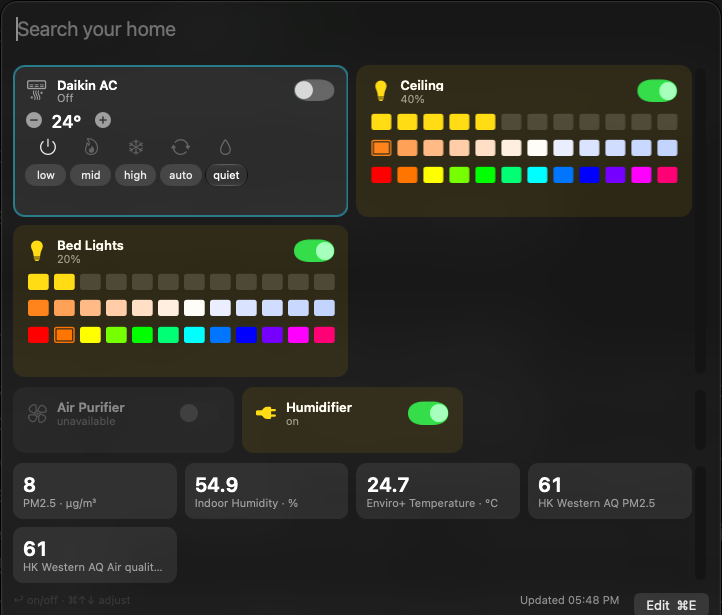 Search your home
Daikin AC
Off
24°
low mid high auto quiet
Ceiling
40%
Bed Lights
20%
Air Purifier
unavailable
Humidifier
on
8
PM2.5 · µg/m³
54.9
Indoor Humidity · %
24.7
Enviro+ Temperature · °C
61
HK Western AQ PM2.5
61
HK Western AQ Air qualit...
↩ on/off · ⌘↑↓ adjust
Updated 05:48 PM
Edit ⌘E